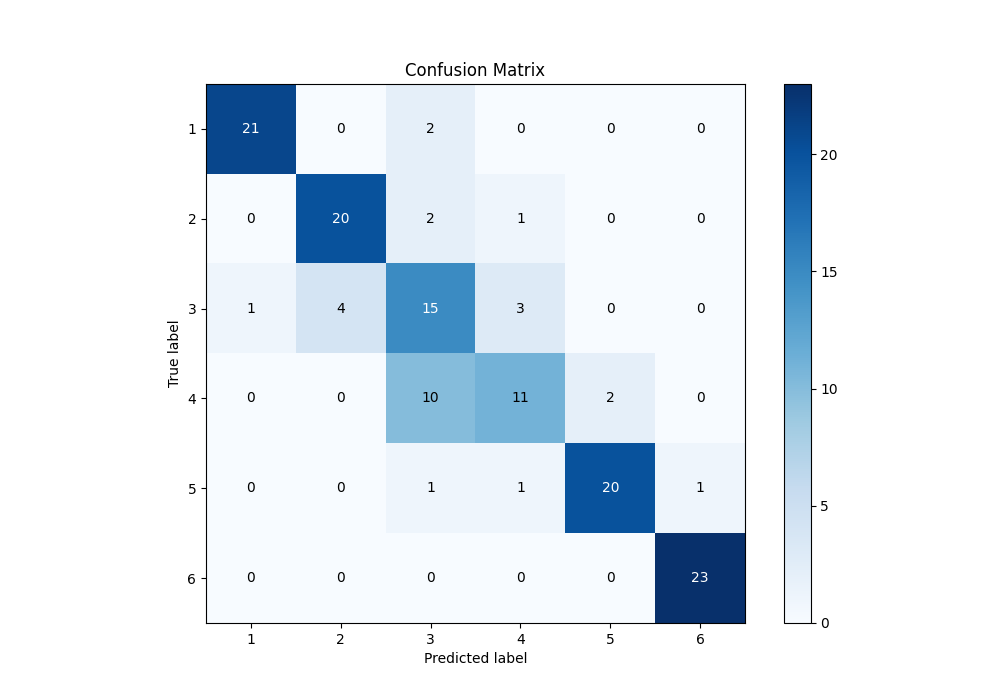 Confusion Matrix
1 21 0 2 0 0 0
2 0 20 2 1 0 0
3 1 4 15 3 0 0
4 0 0 10 11 2 0
5 0 0 1 1 20 1
6 0 0 0 0 0 23
1 2 3 4 5 6
True label
Predicted label
20
15
10
5
0